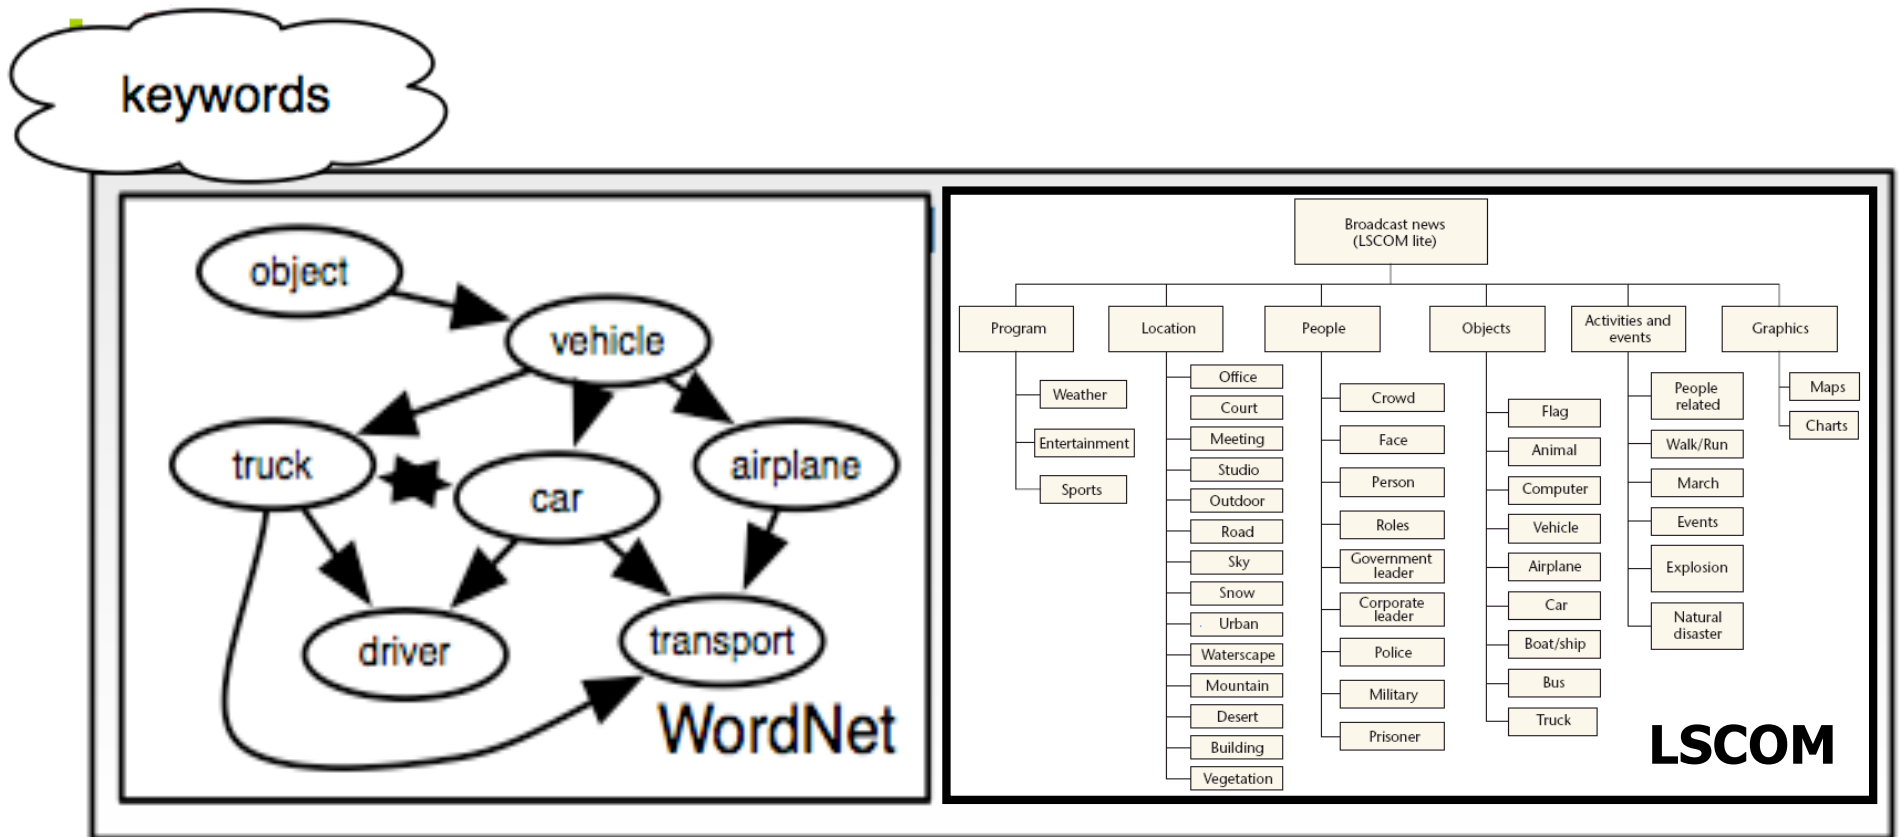 keywords
object
vehicle
truck
car
airplane
driver
transport
WordNet
Broadcast news
(LSCOM lite)
Program
Weather
Entertainment
Sports
Location
Office
Court
Meeting
Studio
Outdoor
Road
Sky
Snow
Urban
Waterscape
Mountain
Desert
Building
Vegetation
People
Crowd
Face
Person
Roles
Government
leader
Corporate
leader
Police
Military
Prisoner
Objects
Flag
Animal
Computer
Vehicle
Airplane
Car
Boat/ship
Bus
Truck
Activities and
events
People
related
Walk/Run
March
Events
Explosion
Natural
disaster
Graphics
Maps
Charts
LSCOM